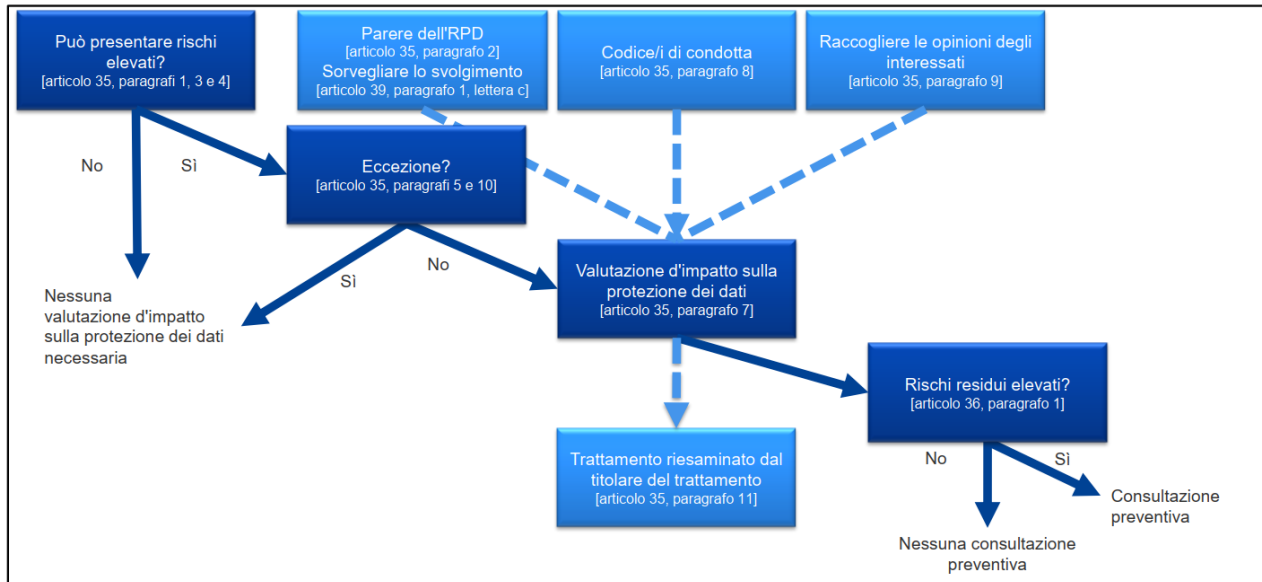 Può presentare rischi
elevati?
[articolo 35, paragrafi 1, 3 e 4]
Parere dell'RPD
[articolo 35, paragrafo 2]
Sorvegliare lo svolgimento
[articolo 39, paragrafo 1, lettera c]
Codice/i di condotta
[articolo 35, paragrafo 8]
Raccogliere le opinioni degli
interessati
[articolo 35, paragrafo 9]
No
Sì
Eccezione?
[articolo 35, paragrafi 5 e 10]
Sì
No
Nessuna
valutazione d'impatto
sulla protezione dei dati
necessaria
Valutazione d'impatto sulla
protezione dei dati
[articolo 35, paragrafo 7]
Rischi residui elevati?
[articolo 36, paragrafo 1]
Trattamento riesaminato dal
titolare del trattamento
[articolo 35, paragrafo 11]
No
Sì
Consultazione
preventiva
Nessuna consultazione
preventiva